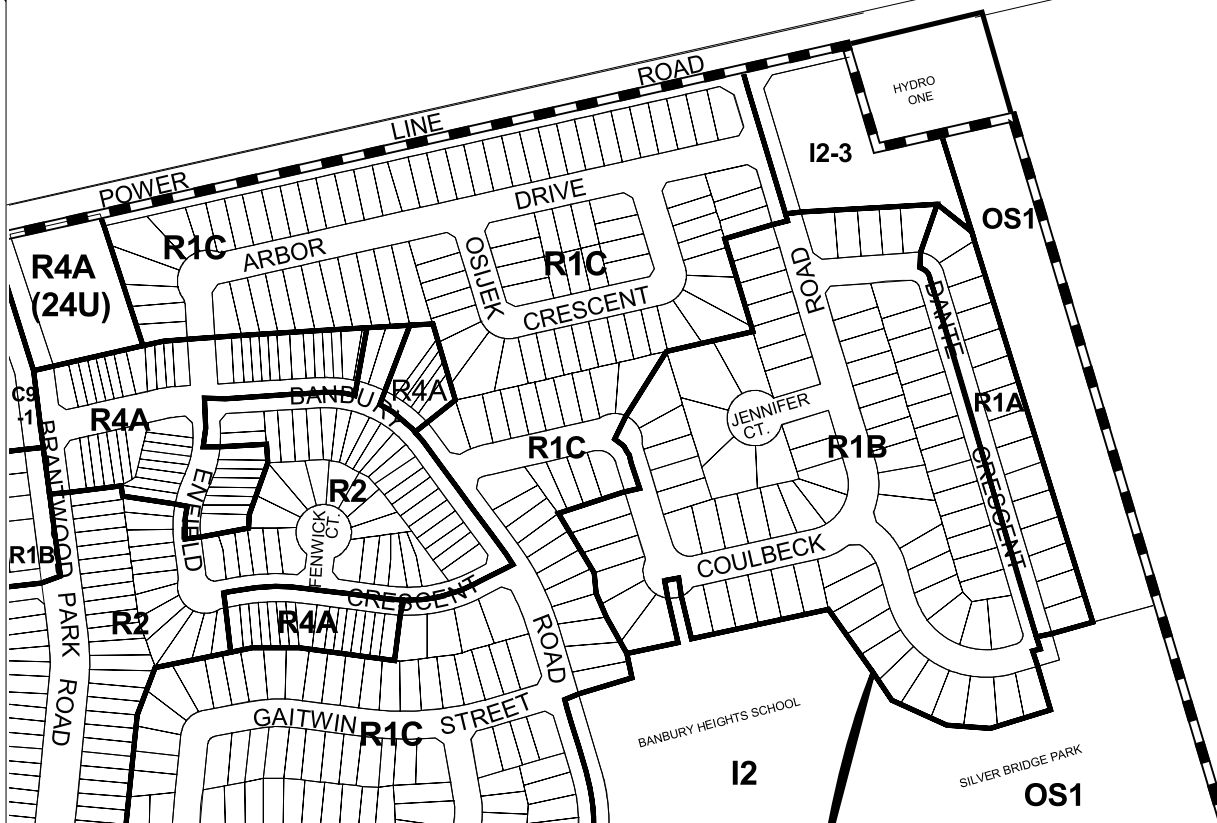 POWER LINE ROAD
HYDRO
ONE
I2-3
OS1
R1C
ARBOR DRIVE
R4A
(24U)
OSIJEK
R1C
CRESCENT
ROAD
DANTE
CRESCENT
R1A
C9
-1
R4A
BANBURY
R4A
JENNIFER
CT.
R1C
R1B
BRANTWOOD PARK ROAD
ENFIELD
R2
FENWICK
CT.
R1B
COULBECK
R2
CRESCENT
R4A
ROAD
GAITWIN STREET
R1C
BANBURY HEIGHTS SCHOOL
I2
SILVER BRIDGE PARK
OS1